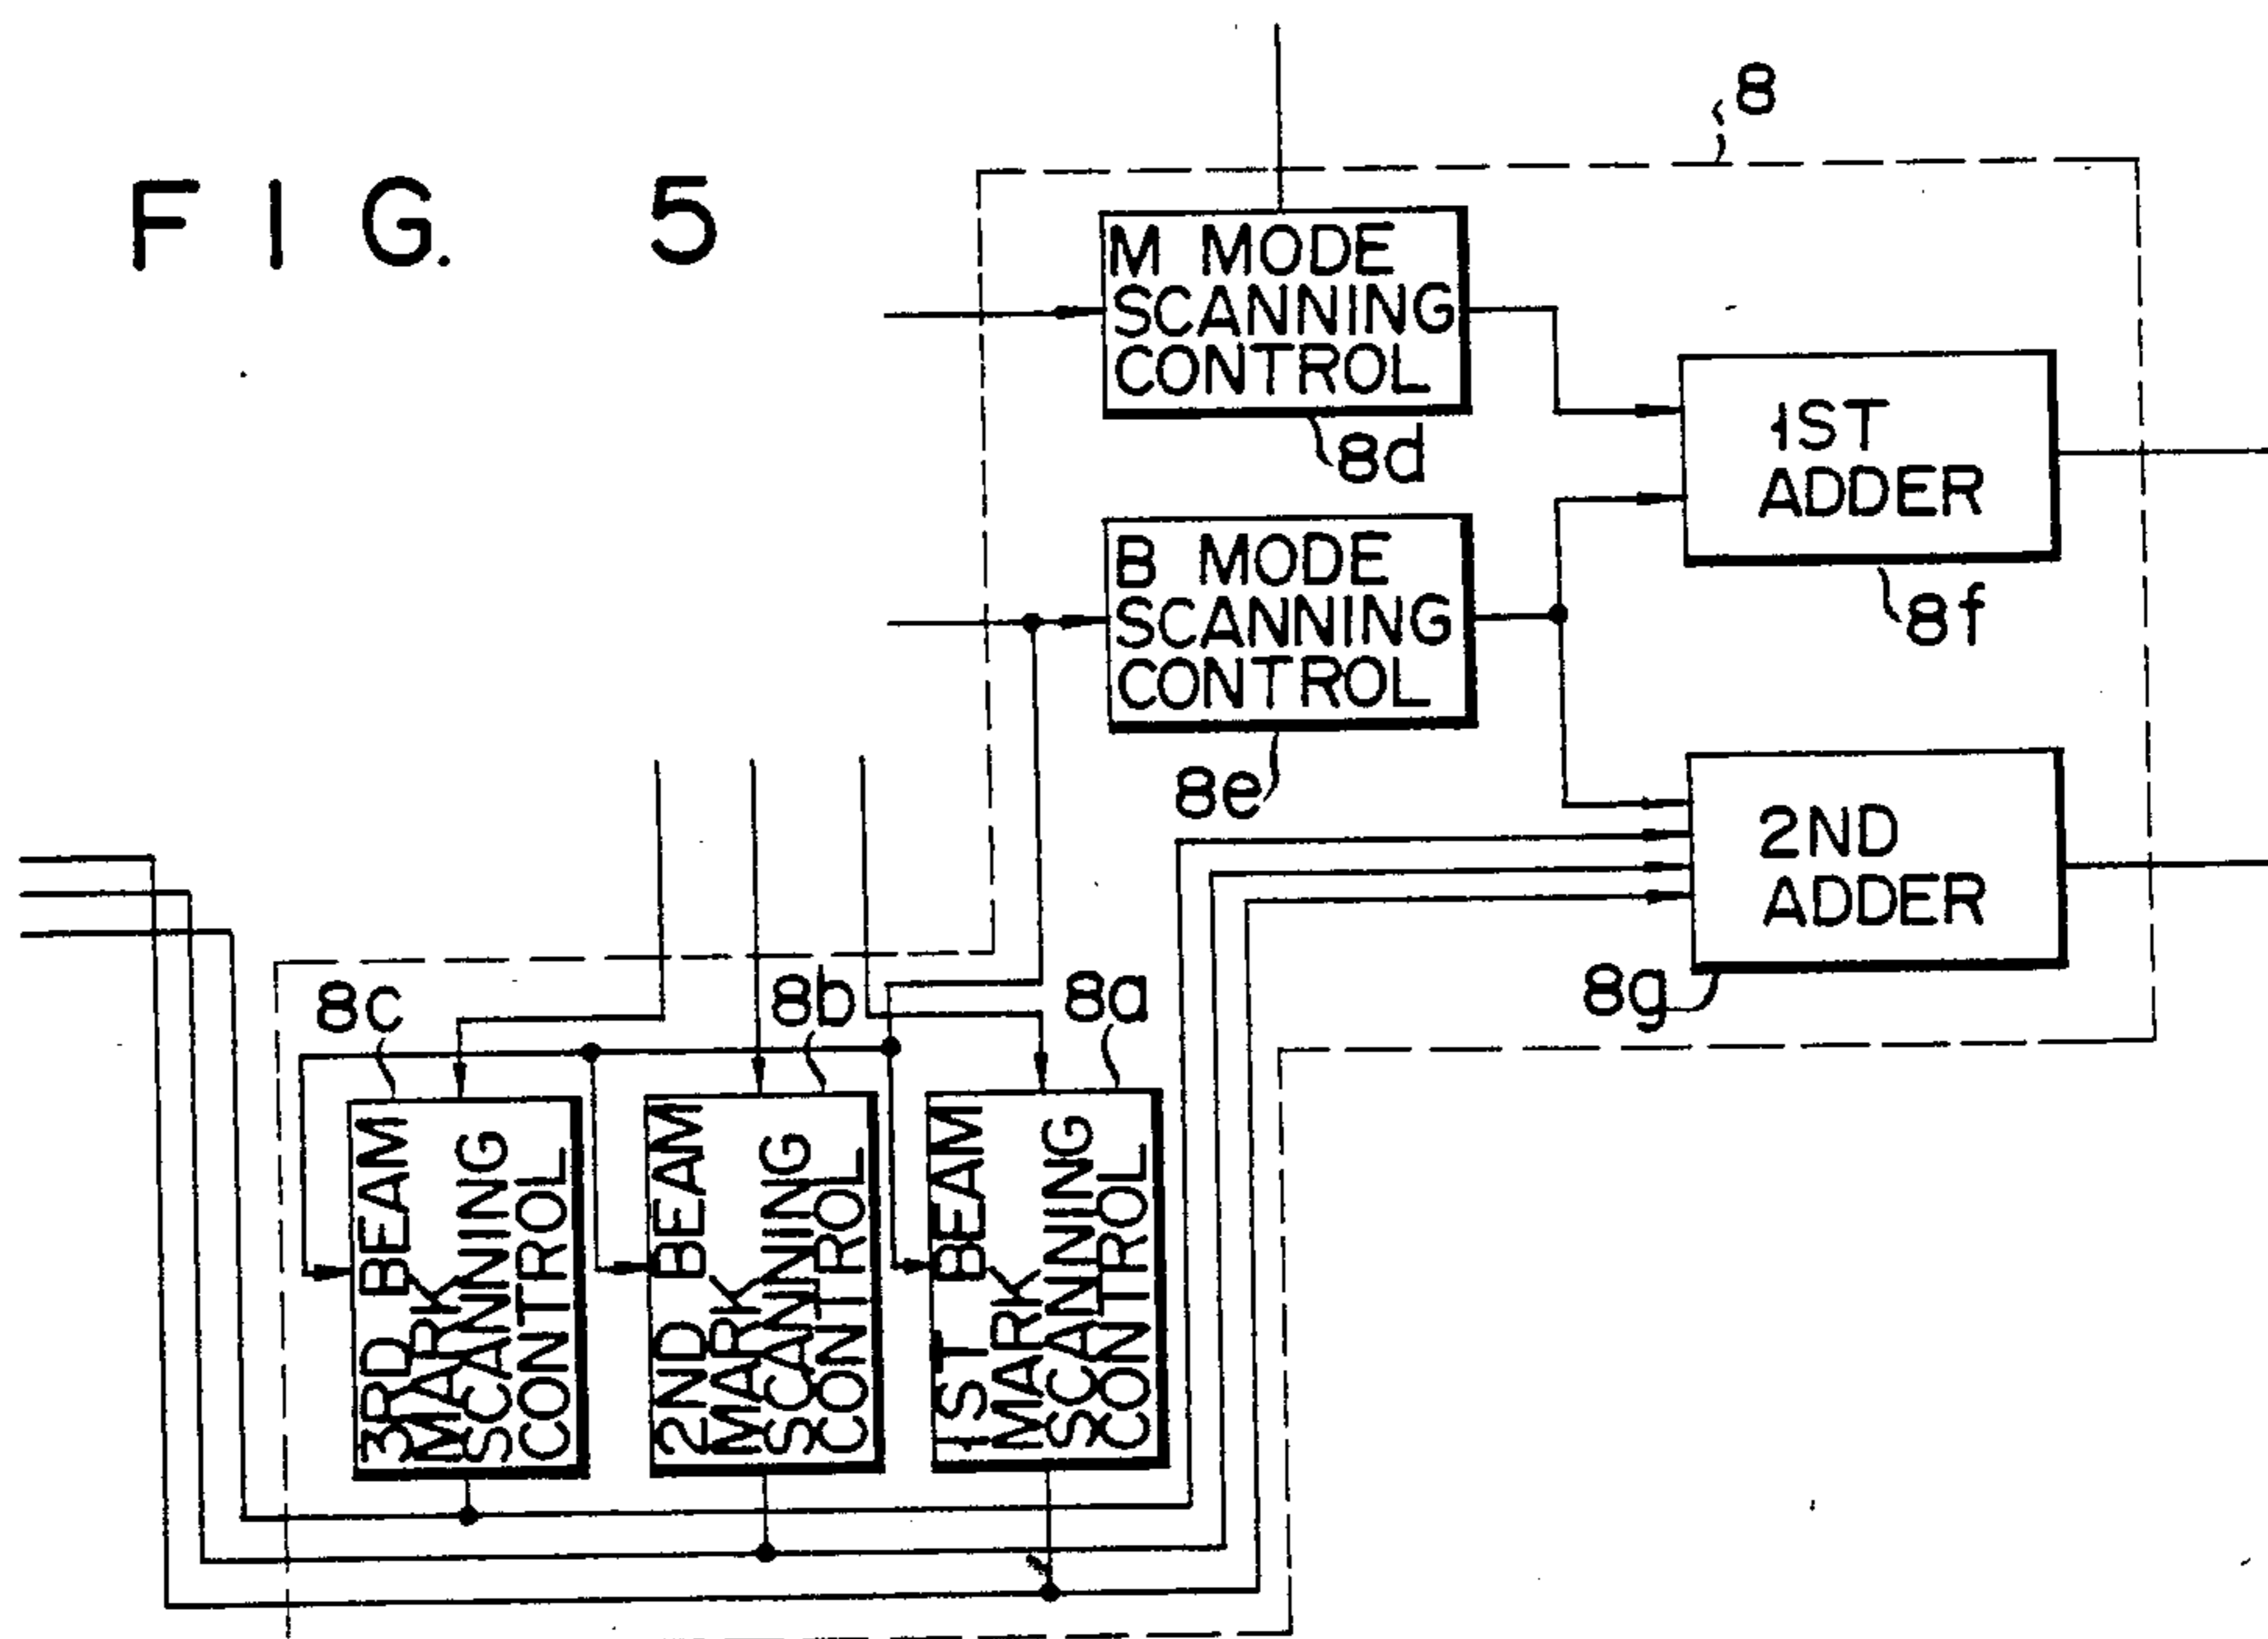 FIG. 5
8
M MODE
SCANNING
CONTROL
8d
1ST
ADDER
8f
B MODE
SCANNING
CONTROL
8e
2ND
ADDER
8g
8c
8b
8a
3RD BEAM
MARK
SCANNING
CONTROL
2ND BEAM
MARK
SCANNING
CONTROL
1ST BEAM
MARK
SCANNING
CONTROL